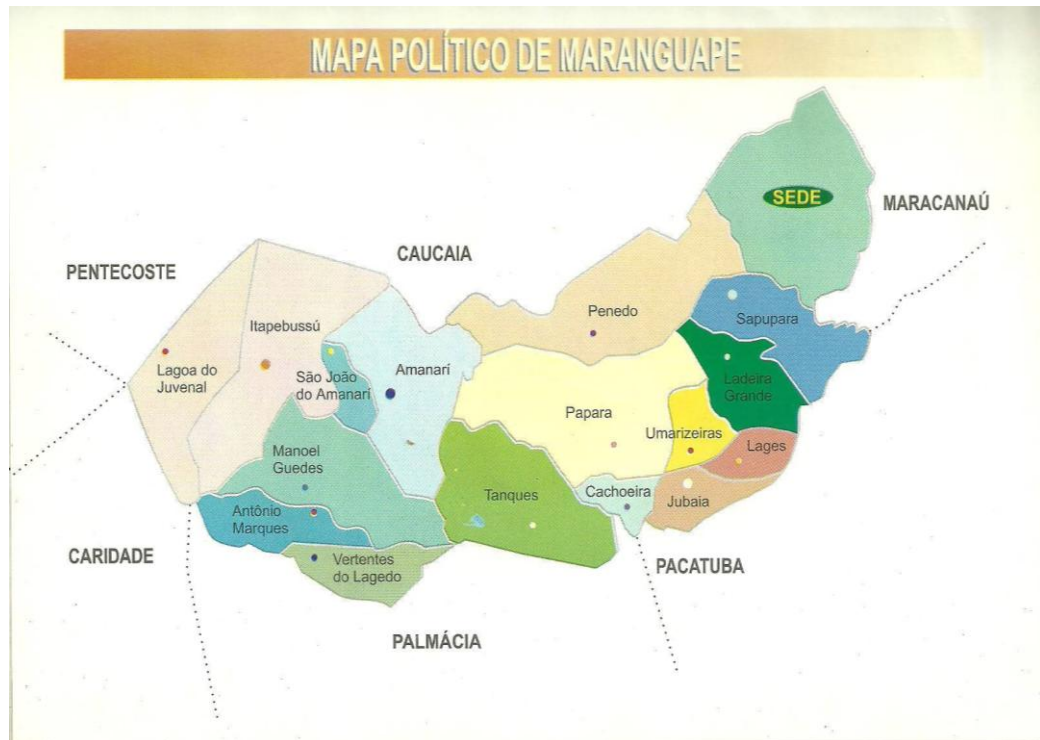 MAPA POLÍTICO DE MARANGUAPE
SEDE
MARACANAÚ
CAUCAIA
PENTECOSTE
Penedo
Sapupara
Itapebussú
Lagoa do
Juvenal
São João
do Amanari
Amanarí
Ladeira
Grande
Papara
Umarizeiras
Lages
Manoel
Guedes
Tanques
Cachoeira
Jubaia
Antônio
Marques
Vertentes
do Lagedo
CARIDADE
PACATUBA
PALMÁCIA